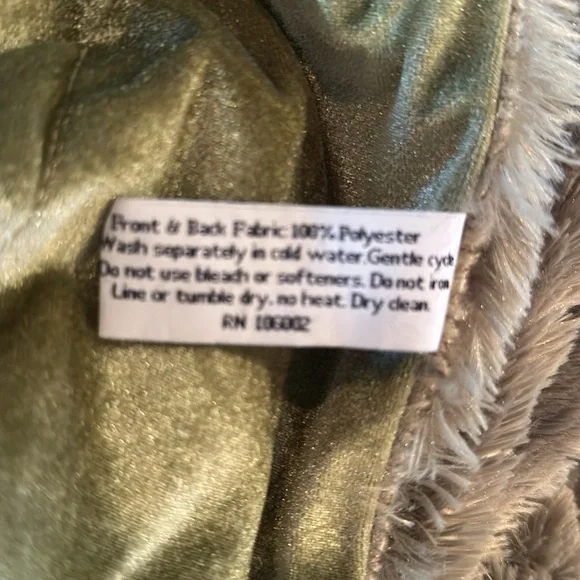 Front & Back Fabric 100% Polyester
Wash separately in cold water. Gentle cycle
Do not use bleach or softeners. Do not iron
Line or tumble dry, no heat. Dry clean.
RN 106002